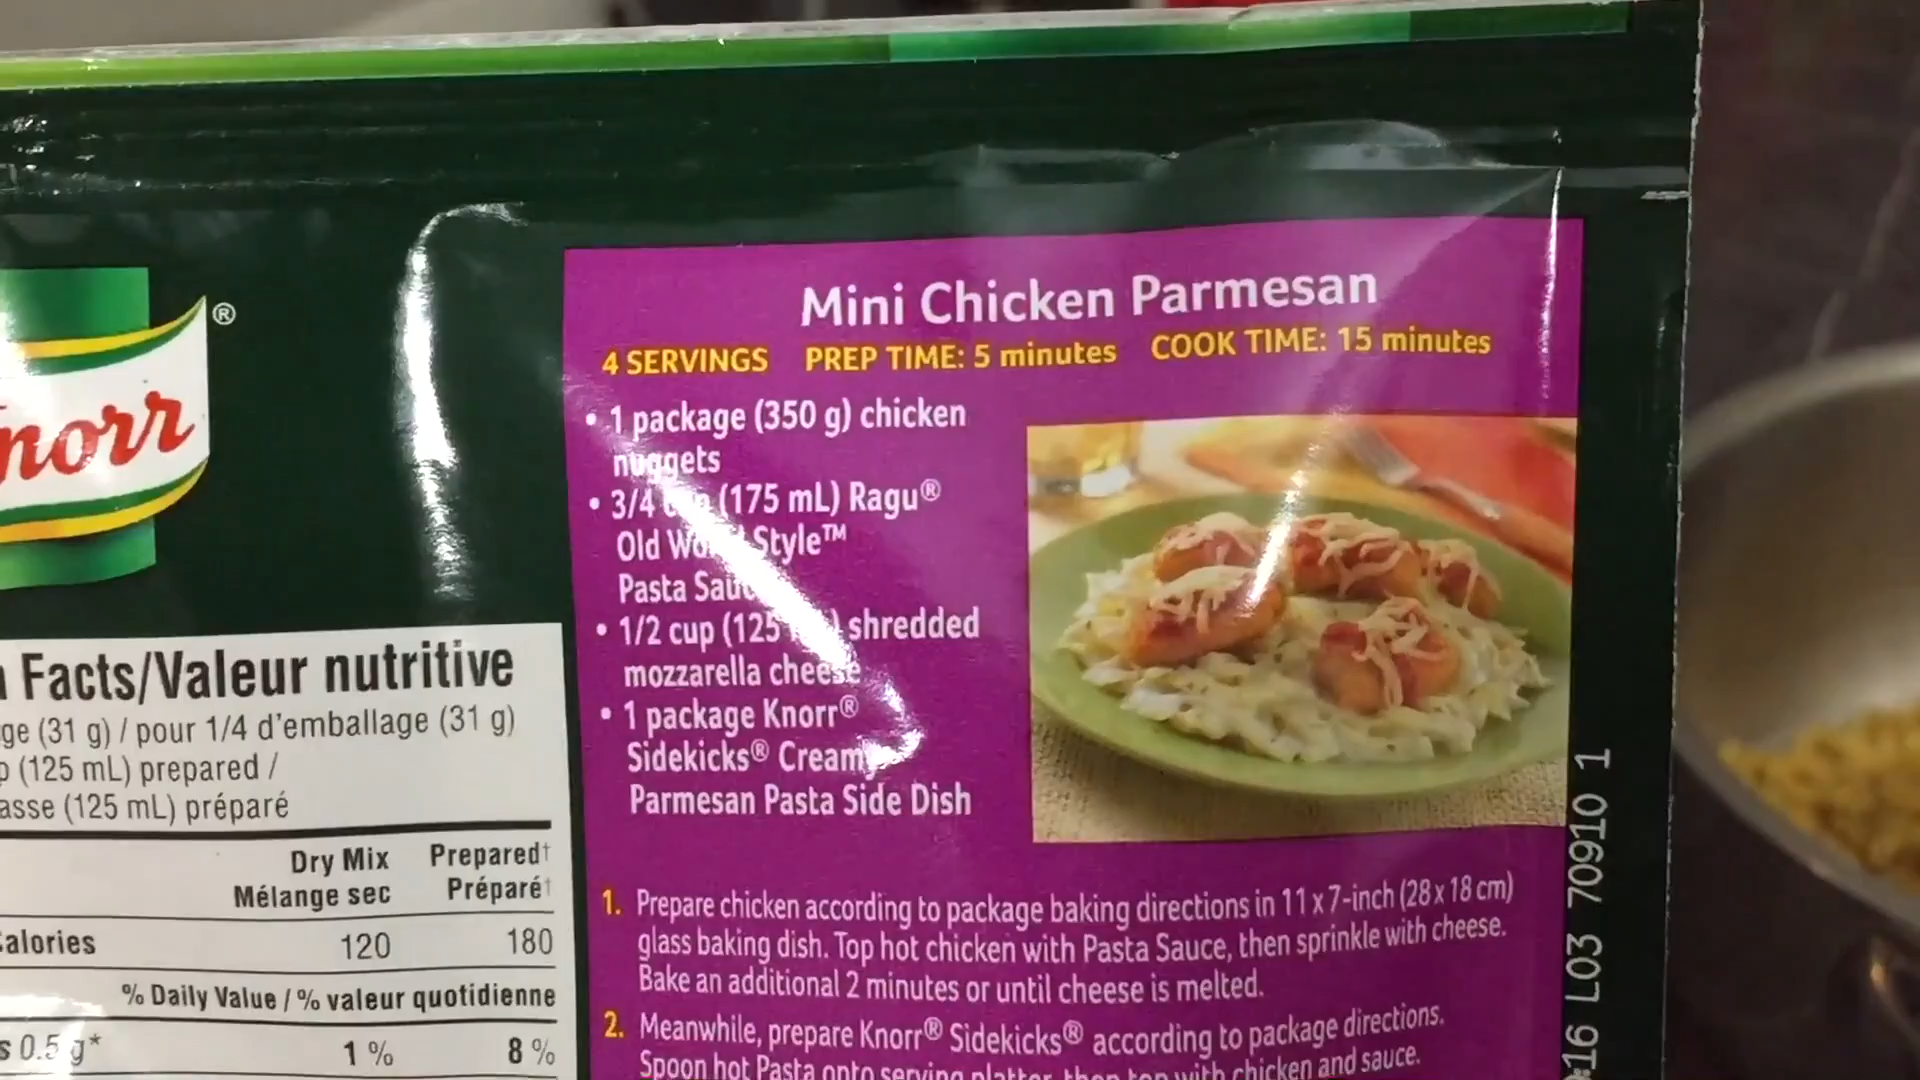 Mini Chicken Parmesan
4 SERVINGS PREP TIME: 5 minutes COOK TIME: 15 minutes
• 1 package (350 g) chicken
nuggets
• 3/4 (175 mL) Ragu®
Old Style™
Pasta
• 1/2 cup (125 shredded
mozzarella cheese
• 1 package Knorr®
Sidekicks® Creamy
Parmesan Pasta Side Dish
1. Prepare chicken according to package baking directions in 11 x 7-inch (28 x 18 cm)
glass baking dish. Top hot chicken with Pasta Sauce, then sprinkle with cheese.
Bake an additional 2 minutes or until cheese is melted.
2. Meanwhile, prepare Knorr® Sidekicks® according to package directions.
Spoon hot Pasta onto serving platter, then top with chicken and sauce.
norr®
Facts/Valeur nutritive
ge (31 g) / pour 1/4 d'emballage (31 g)
(125 mL) prepared /
asse (125 mL) préparé
Dry Mix Prepared†
Mélange sec Préparé†
alories 120 180
% Daily Value / % valeur quotidienne
s 0.5 g* 1 % 8 %
16 L03 70910 1